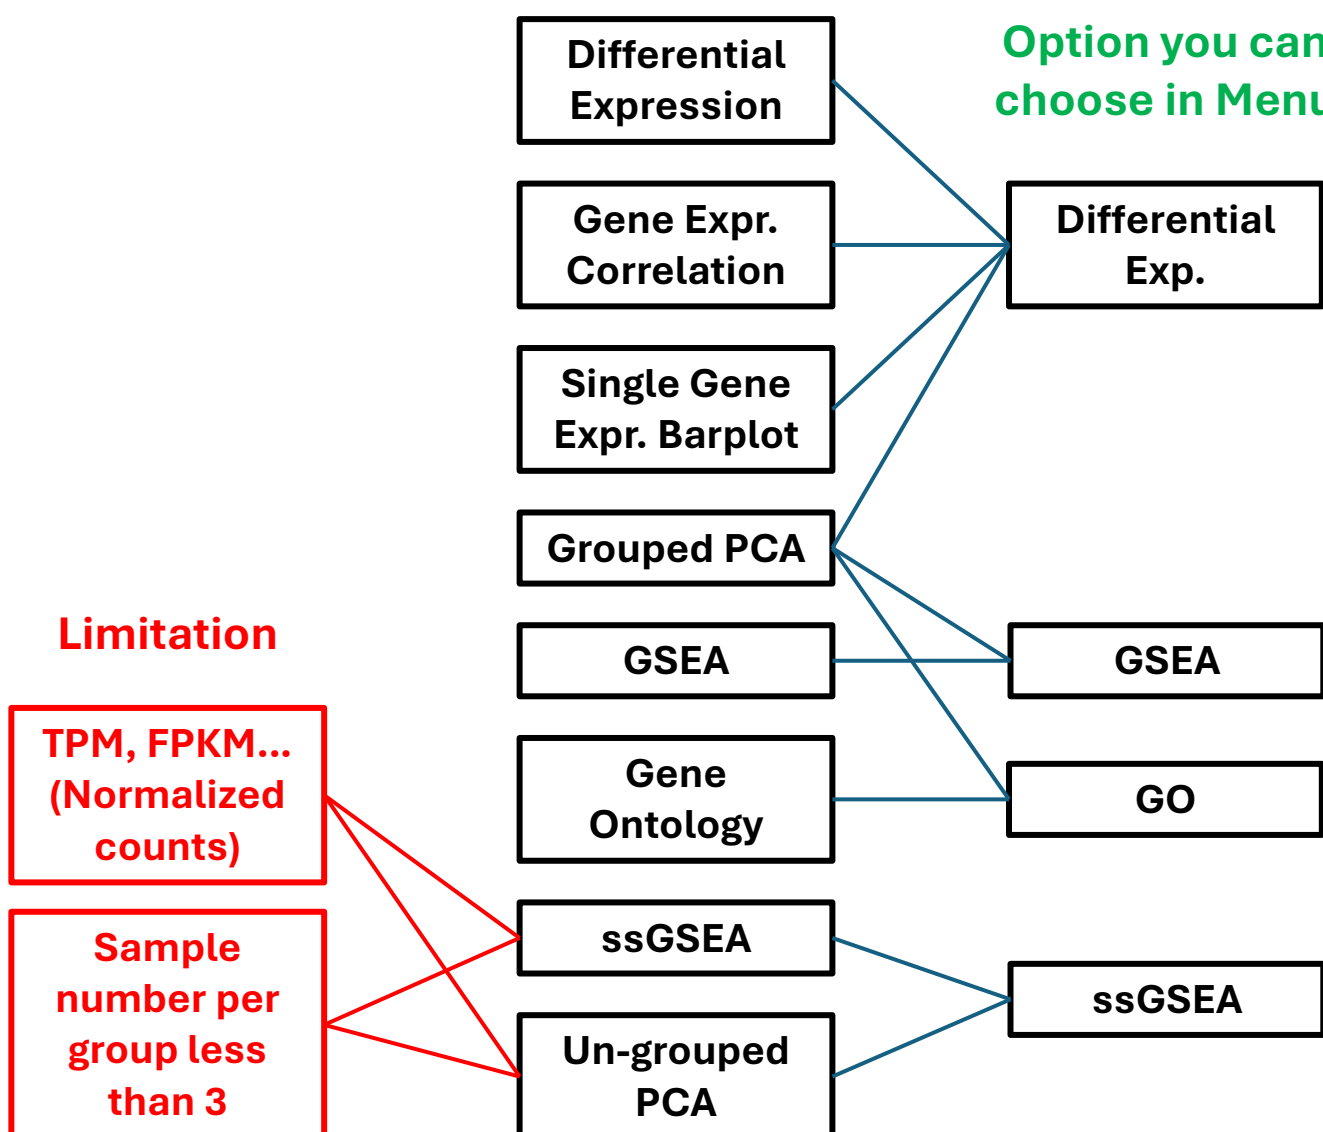 Differential
Expression
Option you can
choose in Menu
Gene Expr.
Correlation
Differential
Exp.
Single Gene
Expr. Barplot
Grouped PCA
Limitation
GSEA
GSEA
TPM, FPKM...
(Normalized
counts)
Gene
Ontology
GO
Sample
number per
group less
than 3
ssGSEA
ssGSEA
Un-grouped
PCA